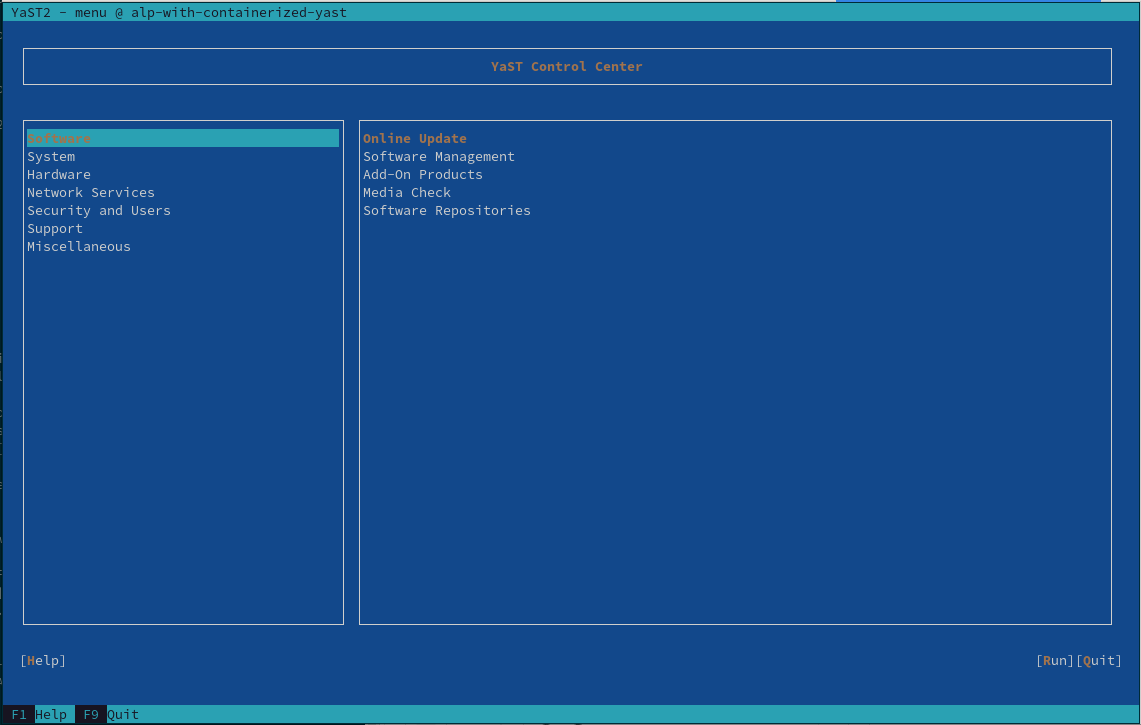 YaST2 - menu @ alp-with-containerized-yast
YaST Control Center
Software
System
Hardware
Network Services
Security and Users
Support
Miscellaneous
Online Update
Software Management
Add-On Products
Media Check
Software Repositories
[Help]
[Run][Quit]
F1 Help F9 Quit